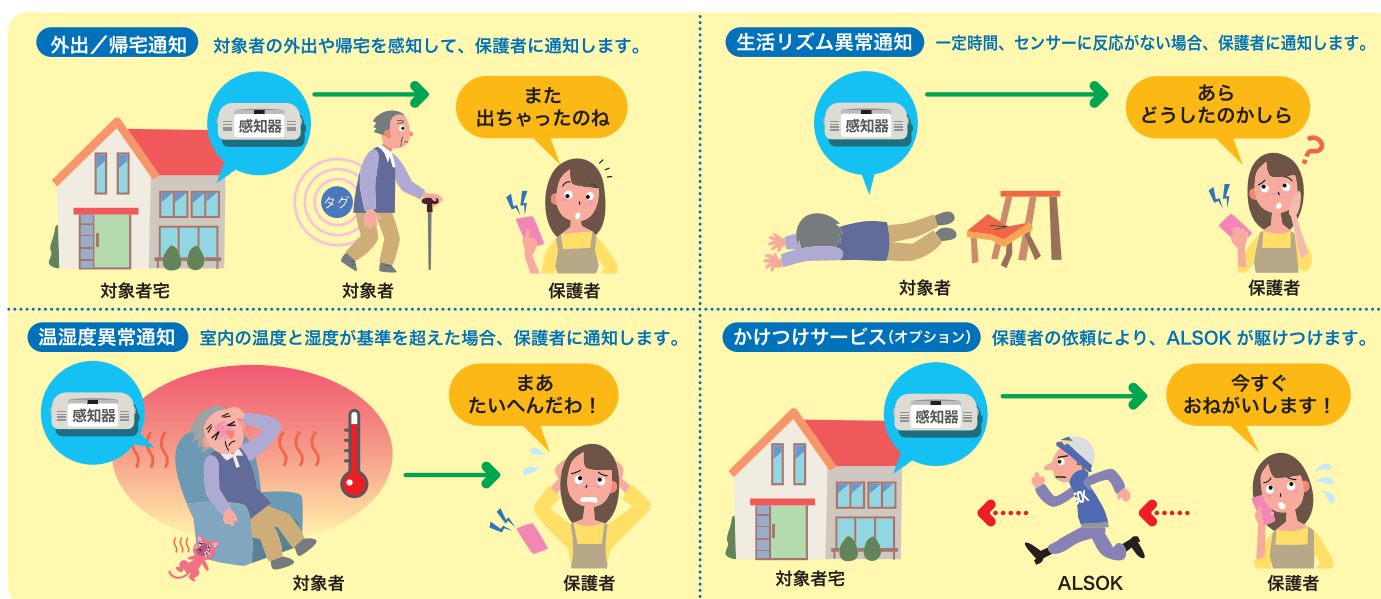 外出／帰宅通知
対象者の外出や帰宅を感知して、保護者に通知します。
感知器
また
出ちゃったのね
タグ
対象者宅
対象者
保護者
生活リズム異常通知
一定時間、センサーに反応がない場合、保護者に通知します。
感知器
あら
どうしたのかしら
?
対象者
保護者
温湿度異常通知
室内の温度と湿度が基準を超えた場合、保護者に通知します。
感知器
まあ
たいへんだわ！
対象者
保護者
かけつけサービス（オプション）
保護者の依頼により、ALSOK が駆けつけます。
感知器
今すぐ
おねがいします！
SOK
対象者宅
ALSOK
保護者